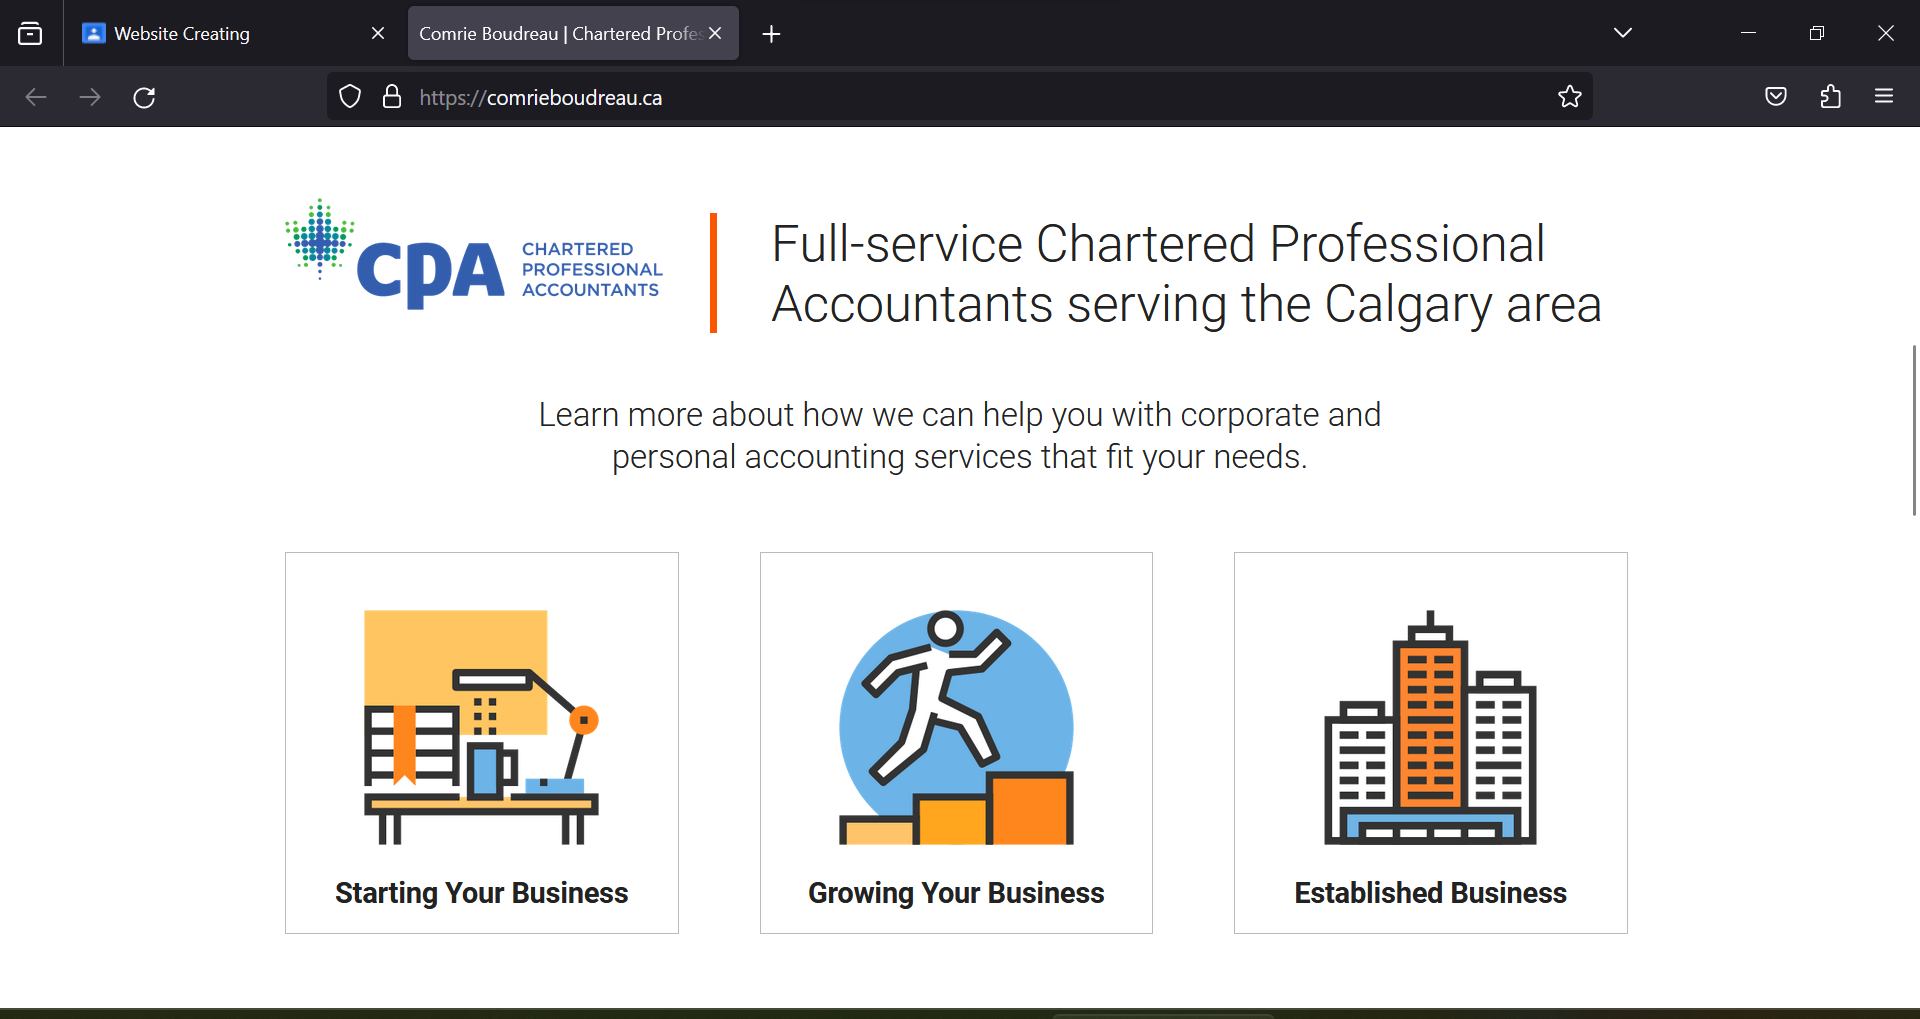 Website Creating
Comrie Boudreau | Chartered Profes
https://comrieboudreau.ca
CPA
CHARTERED
PROFESSIONAL
ACCOUNTANTS
Full-service Chartered Professional
Accountants serving the Calgary area
Learn more about how we can help you with corporate and
personal accounting services that fit your needs.
Starting Your Business
Growing Your Business
Established Business